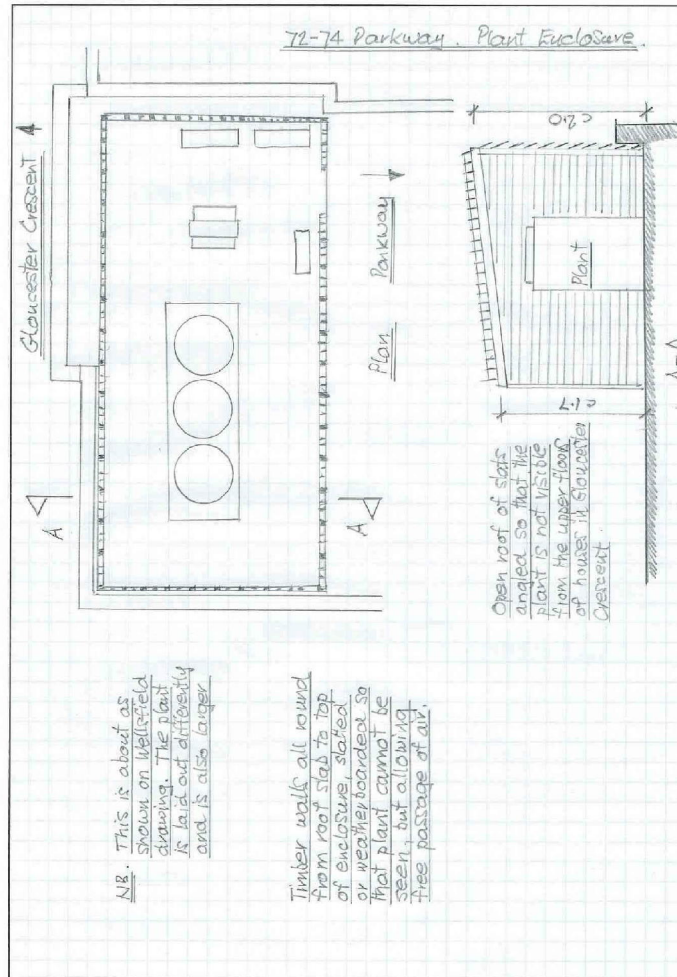 72-74 Parkway. Plant Enclosure.
Gloucester Crescent
Parkway
Plan
A
A
c2.0
Plant
c1.7
A-A
Open roof of slats
angled so that the
plant is not visible
from the upper floors
of houses in Gloucester
Crescent.
NB. This is about as
shown on Wellsfield
drawing. The plant
is laid out differently
and is also larger
Timber walls all round
from roof slab to top
of enclosure, slatted
or weatherboarded so
that plant cannot be
seen, but allowing
free passage of air.